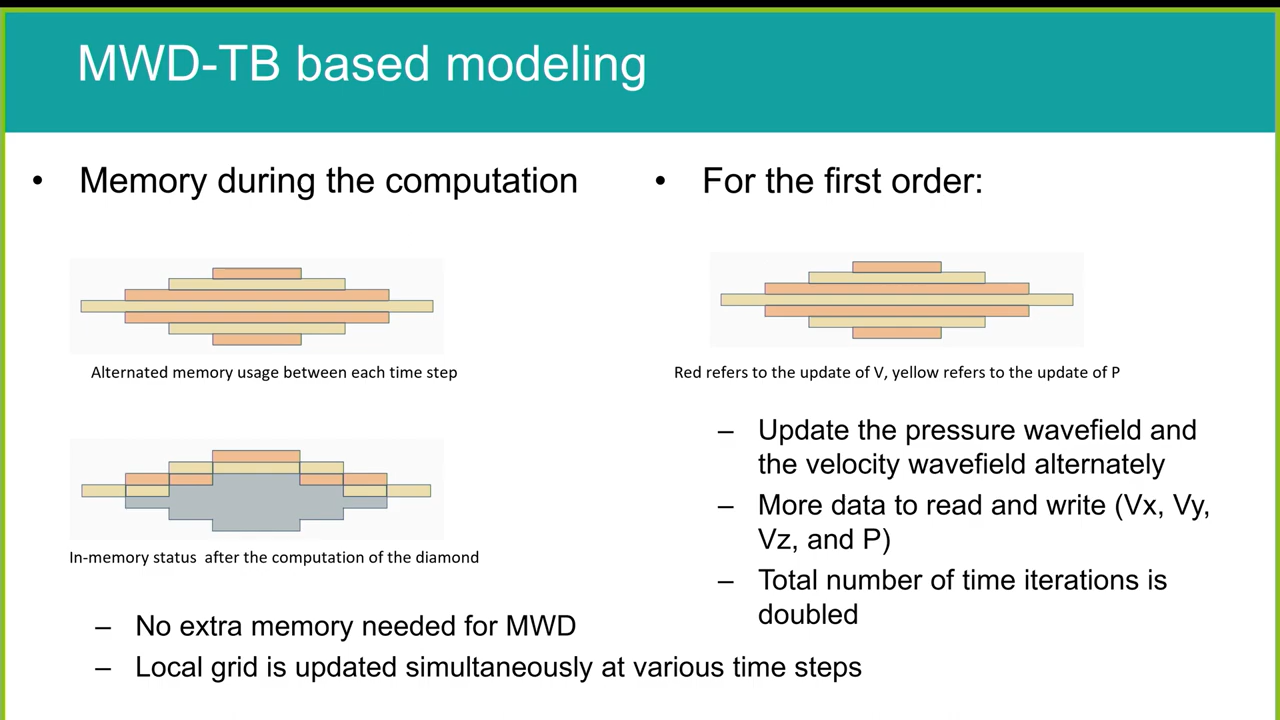 MWD-TB based modeling
• Memory during the computation
Alternated memory usage between each time step
In-memory status after the computation of the diamond
– No extra memory needed for MWD
– Local grid is updated simultaneously at various time steps
• For the first order:
Red refers to the update of V, yellow refers to the update of P
– Update the pressure wavefield and
the velocity wavefield alternately
– More data to read and write (Vx, Vy,
Vz, and P)
– Total number of time iterations is
doubled